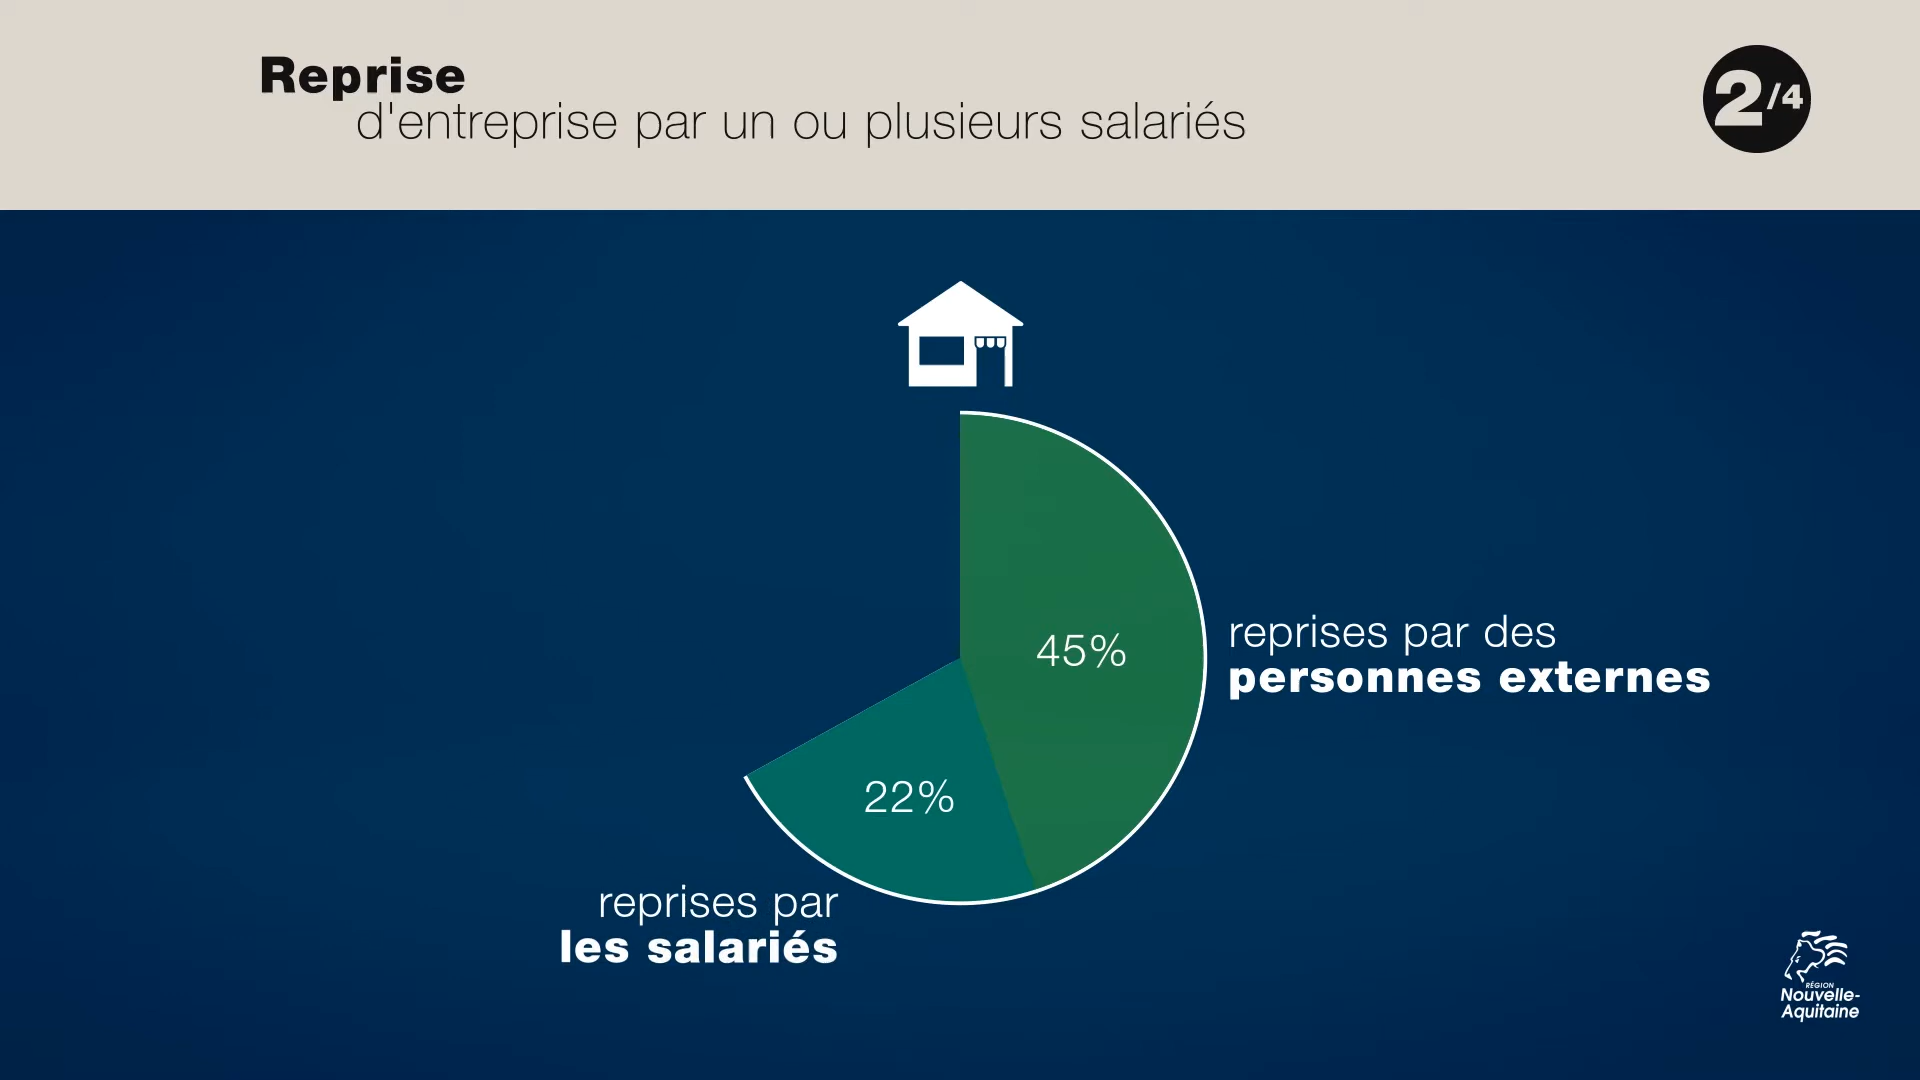 Reprise
d'entreprise par un ou plusieurs salariés
2/4
45%
reprises par des
personnes externes
22%
reprises par
les salariés
RÉGION
Nouvelle-
Aquitaine